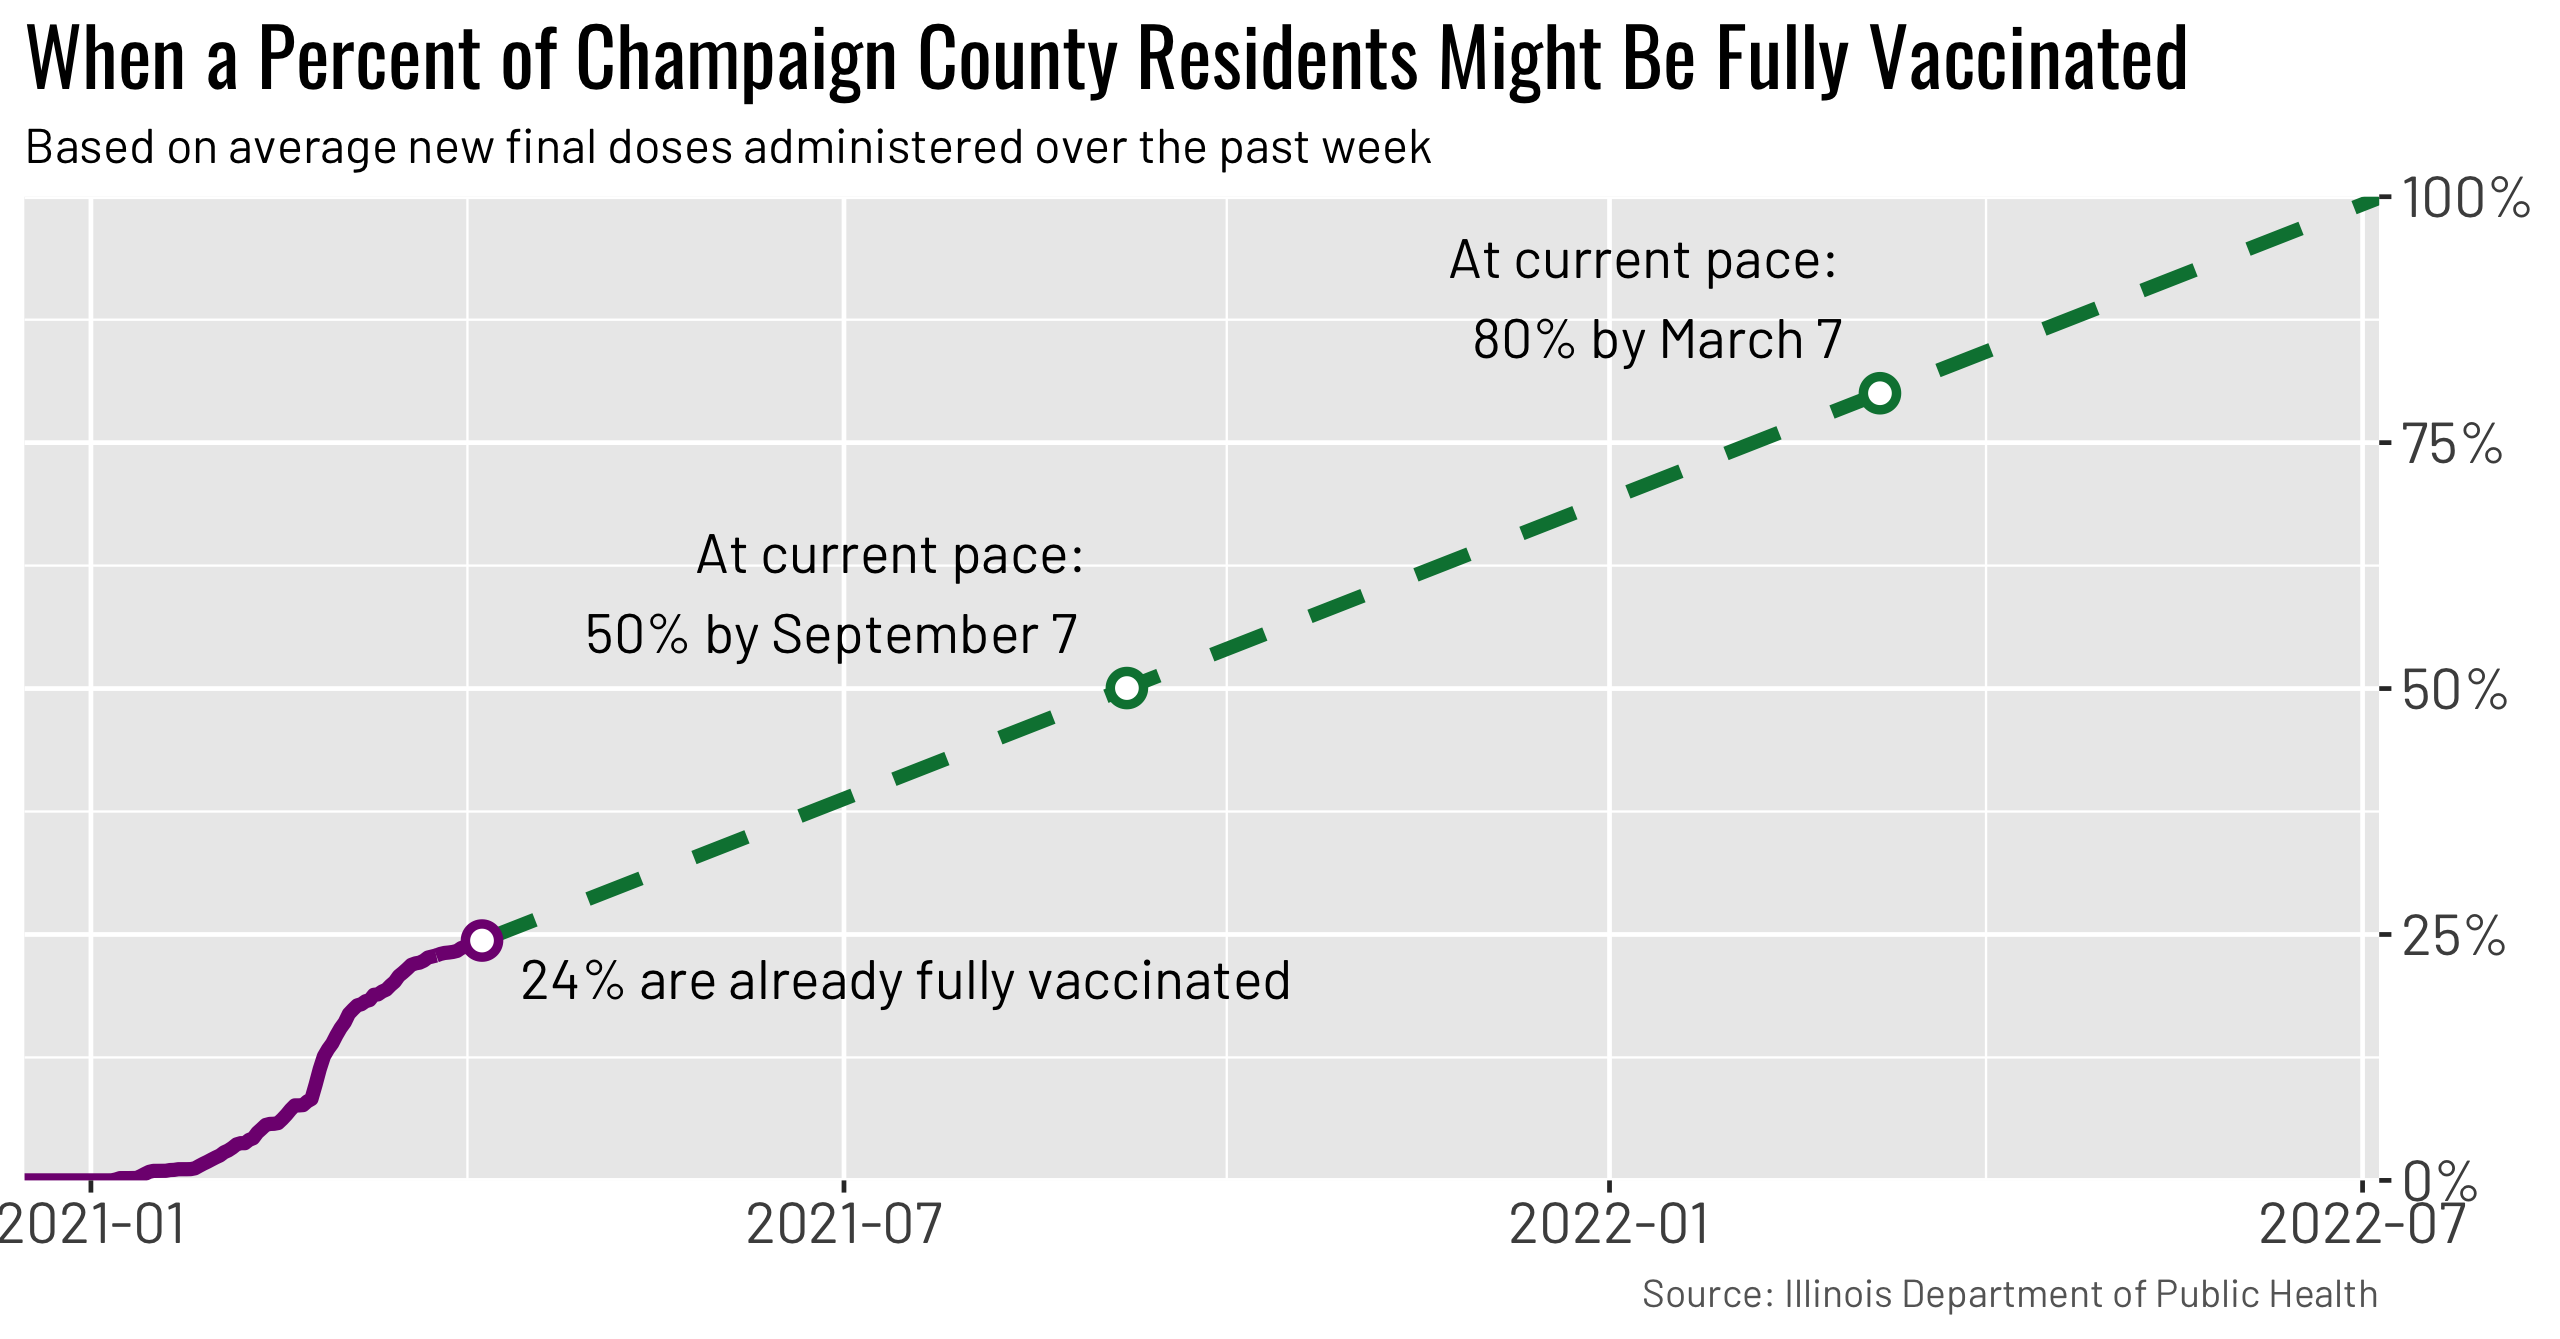 When a Percent of Champaign County Residents Might Be Fully Vaccinated
Based on average new final doses administered over the past week
100%
At current pace:
80% by March 7
75%
At current pace:
50% by September 7
50%
25%
24% are already fully vaccinated
0%
2021-01
2021-07
2022-01
2022-07
Source: Illinois Department of Public Health